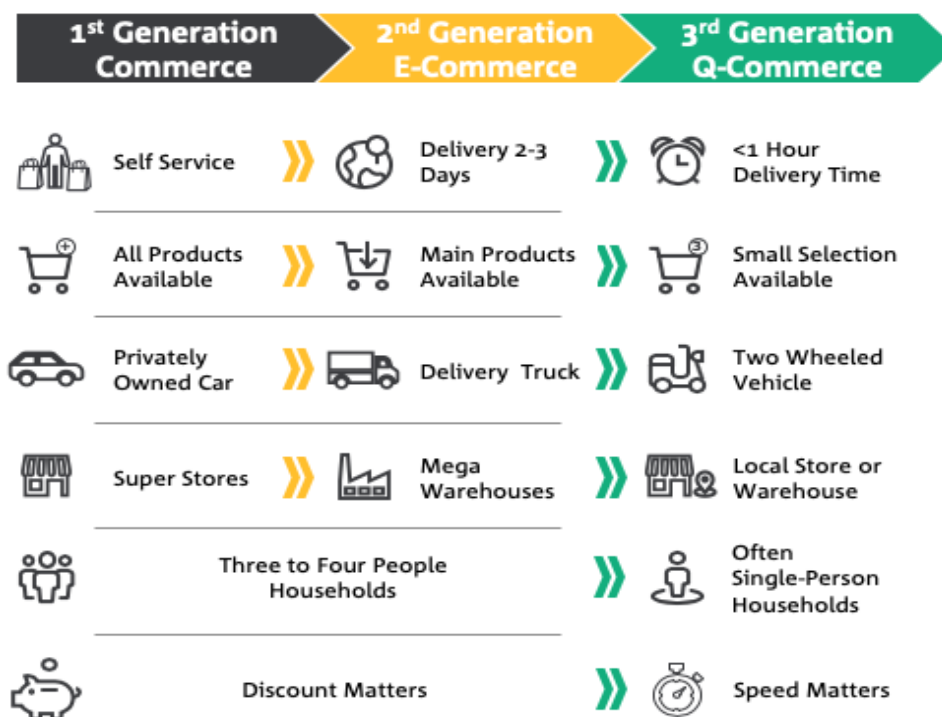 1st Generation
Commerce
2nd Generation
E-Commerce
3rd Generation
Q-Commerce
Self Service
Delivery 2-3
Days
<1 Hour
Delivery Time
All Products
Available
Main Products
Available
3
Small Selection
Available
Privately
Owned Car
Delivery Truck
Two Wheeled
Vehicle
Super Stores
Mega
Warehouses
Local Store or
Warehouse
Three to Four People
Households
Often
Single-Person
Households
Discount Matters
Speed Matters